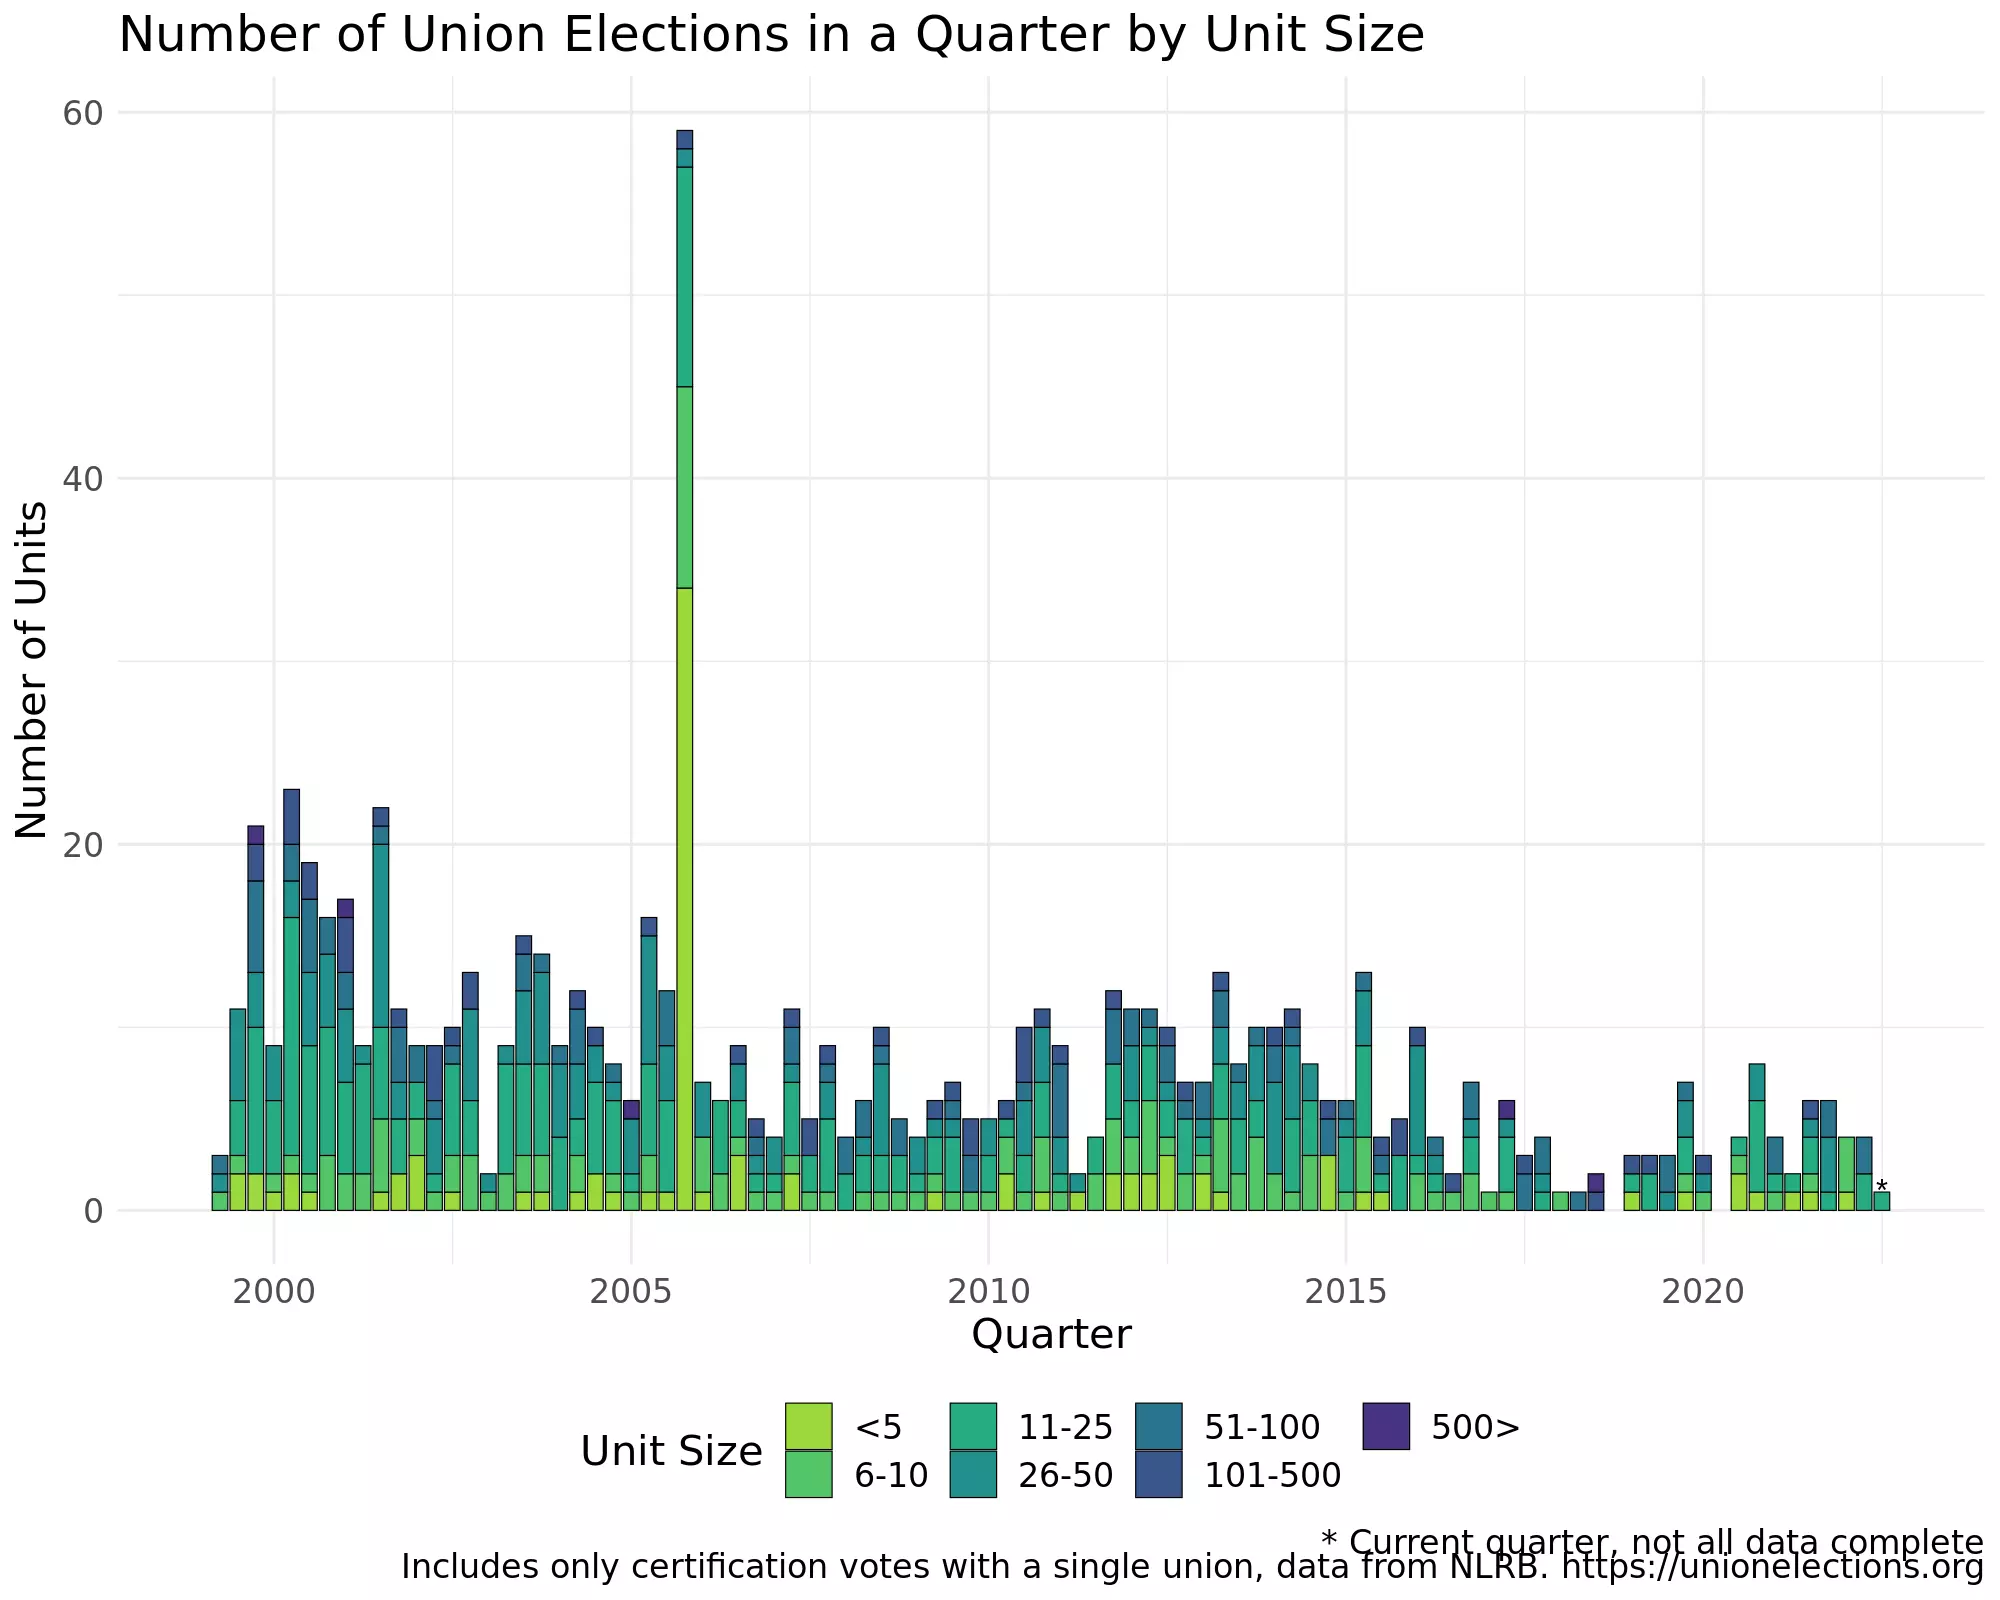 Number of Union Elections in a Quarter by Unit Size
60
40
20
0
Number of Units
*
2000 2005 2010 2015 2020
Quarter
Unit Size
<5 11-25 51-100 500>
6-10 26-50 101-500
* Current quarter, not all data complete
Includes only certification votes with a single union, data from NLRB. https://unionelections.org